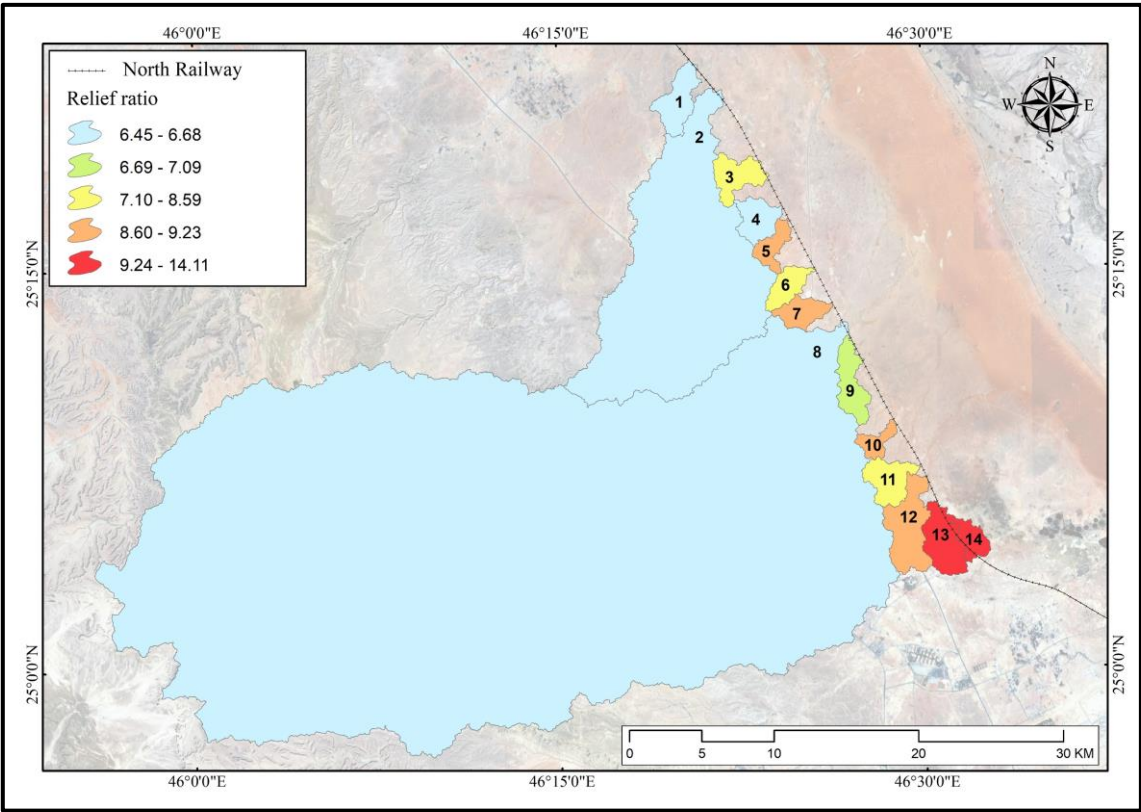 46°0'0"E
46°15'0"E
46°30'0"E
North Railway
Relief ratio
6.45 - 6.68
6.69 - 7.09
7.10 - 8.59
8.60 - 9.23
9.24 - 14.11
N
W
E
S
1
2
3
4
5
6
7
8
9
10
11
12
13
14
25°15'0"N
25°15'0"N
25°0'0"N
25°0'0"N
0
5
10
20
30 KM
46°0'0"E
46°15'0"E
46°30'0"E